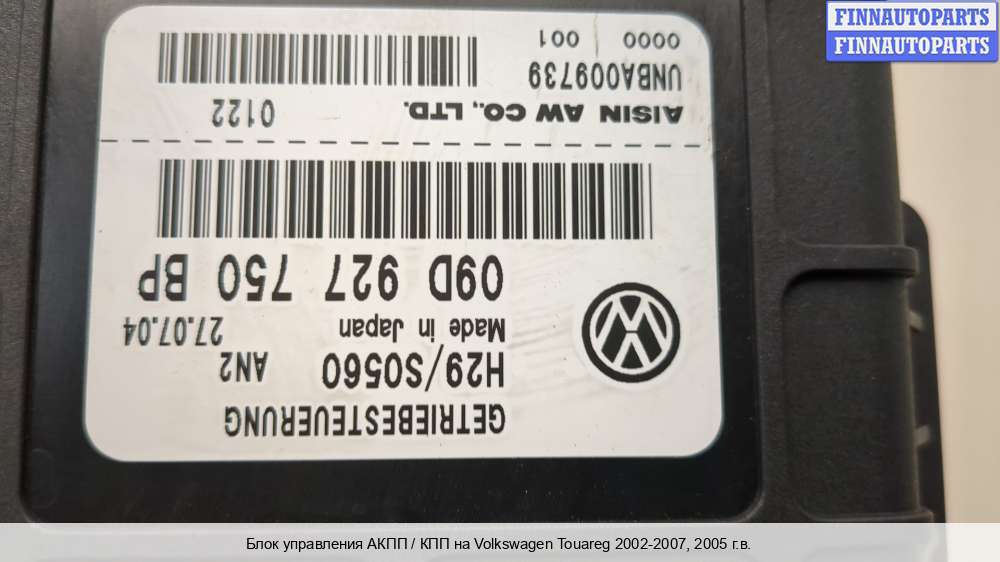 FINNAUTOPARTS
FINNAUTOPARTS
GETRIEBESTEUERUNG
H29/S0560 AN2
Made in Japan 27.07.04
09D 927 750 BP
AISIN AW CO., LTD. 0122
UNBA009739
0000 001
Блок управления АКПП / КПП на Volkswagen Touareg 2002-2007, 2005 г.в.